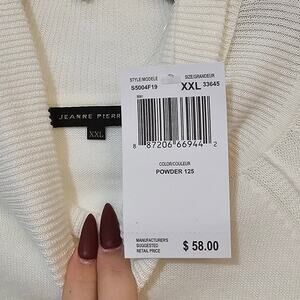 STYLE/MODELE
S5004F19
SIZE/GRANDEUR
XXL 33645
8 87206 66944 2
COLOR/COULEUR
POWDER 125
MANUFACTURER'S
SUGGESTED
RETAIL PRICE
$ 58.00
JEANNE PIERR
XXL